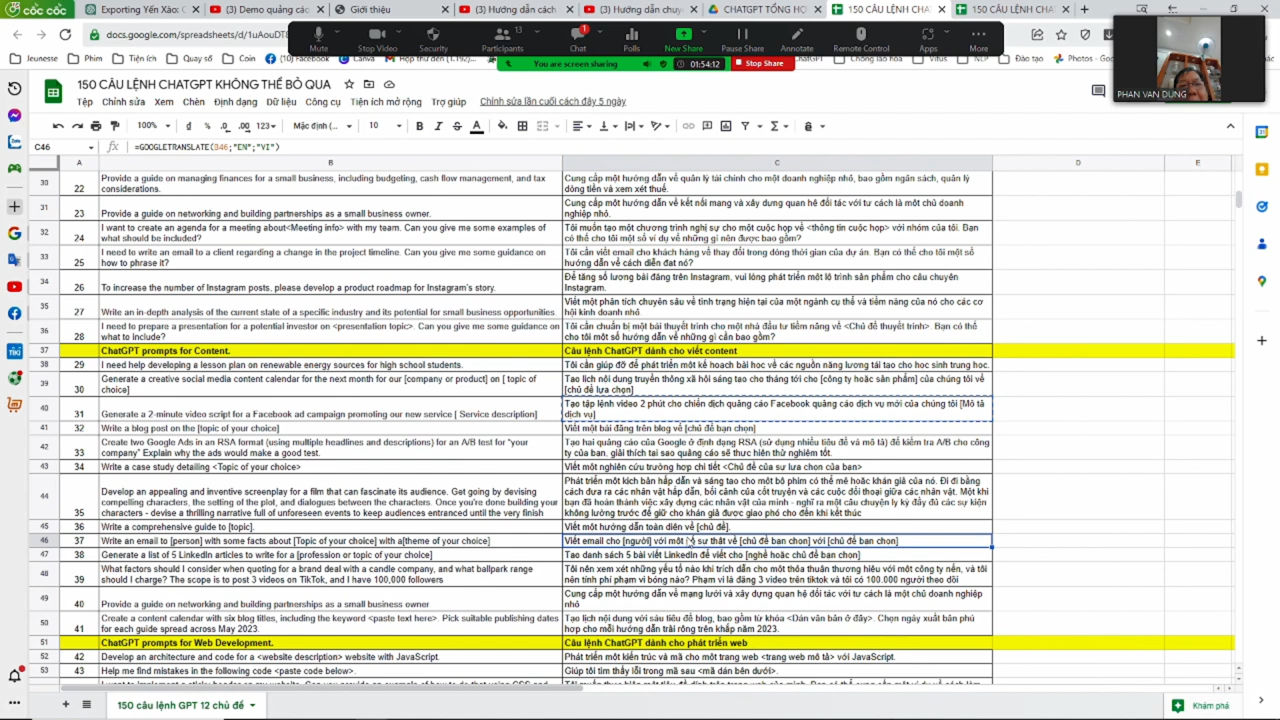 CỐC CỐC
Exporting Yến Xào: C
(3) Demo quảng cá
Giới thiệu
(3) Hướng dẫn cách
(3) Hướng dẫn chuy
CHATGPT TỔNG HỢ
150 CÂU LỆNH CHA
150 CÂU LỆNH CH
docs.google.com/spreadsheets/d/1uAouDT
Mute
Stop Video
Security
Participants
13
Chat
1
Polls
New Share
Pause Share
Annotate
Remote Control
Apps
More
Jeunesse
Phim
Tiện ích
Quay số
Coin
(10) Facebook
Canva
Hộp thư đến (1.192)...
You are screen sharing
01:54:12
Stop Share
Chống lão hóa
Vitus
NLP
Đào tạo
Photos - Goo
PHAN VAN DUNG
150 CÂU LỆNH CHATGPT KHÔNG THỂ BỎ QUA
Tệp Chỉnh sửa Xem Chèn Định dạng Dữ liệu Công cụ Tiện ích mở rộng Trợ giúp
Chỉnh sửa lần cuối cách đây 5 ngày
100% đ % .0 .00 123 Mặc định (... 10 B I S A
C46 fx =GOOGLETRANSLATE(B46;"EN";"VI")
A B C D E
30 22 Provide a guide on managing finances for a small business, including budgeting, cash flow management, and tax considerations.
Cung cấp một hướng dẫn về quản lý tài chính cho một doanh nghiệp nhỏ, bao gồm ngân sách, quản lý dòng tiền và xem xét thuế.
31 23 Provide a guide on networking and building partnerships as a small business owner.
Cung cấp một hướng dẫn về kết nối mạng và xây dựng quan hệ đối tác với tư cách là một chủ doanh nghiệp nhỏ.
32 24 I want to create an agenda for a meeting about<Meeting info> with my team. Can you give me some examples of what should be included?
Tôi muốn tạo một chương trình nghị sự cho một cuộc họp về <thông tin cuộc họp> với nhóm của tôi. Bạn có thể cho tôi một số ví dụ về những gì nên được bao gồm?
33 25 I need to write an email to a client regarding a change in the project timeline. Can you give me some guidance on how to phrase it?
Tôi cần viết email cho khách hàng về thay đổi trong dòng thời gian của dự án. Bạn có thể cho tôi một số hướng dẫn về cách diễn đạt nó?
34 26 To increase the number of Instagram posts, please develop a product roadmap for Instagram's story.
Để tăng số lượng bài đăng trên Instagram, vui lòng phát triển một lộ trình sản phẩm cho câu chuyện Instagram.
35 27 Write an in-depth analysis of the current state of a specific industry and its potential for small business opportunities.
Viết một phân tích chuyên sâu về tình trạng hiện tại của một ngành cụ thể và tiềm năng của nó cho các cơ hội kinh doanh nhỏ
36 28 I need to prepare a presentation for a potential investor on <presentation topic>. Can you give me some guidance on what to Include?
Tôi cần chuẩn bị một bài thuyết trình cho một nhà đầu tư tiềm năng về <Chủ đề thuyết trình>. Bạn có thể cho tôi một số hướng dẫn về những gì cần bao gồm?
37 ChatGPT prompts for Content.
Câu lệnh ChatGPT dành cho viết content
38 29 I need help developing a lesson plan on renewable energy sources for high school students.
Tôi cần giúp đỡ để phát triển một kế hoạch bài học về các nguồn năng lượng tái tạo cho học sinh trung học.
39 30 Generate a creative social media content calendar for the next month for our [company or product] on [ topic of choice]
Tạo lịch nội dung truyền thông xã hội sáng tạo cho tháng tới cho [công ty hoặc sản phẩm] của chúng tôi về [chủ đề lựa chọn]
40 31 Generate a 2-minute video script for a Facebook ad campaign promoting our new service [ Service description]
Tạo tập lệnh video 2 phút cho chiến dịch quảng cáo Facebook quảng cáo dịch vụ mới của chúng tôi [Mô tả dịch vụ]
41 32 Write a blog post on the [topic of your choice]
Viết một bài đăng trên blog về [chủ đề bạn chọn]
42 33 Create two Google Ads in an RSA format (using multiple headlines and descriptions) for an A/B test for “your company” Explain why the ads would make a good test.
Tạo hai quảng cáo của Google ở định dạng RSA (sử dụng nhiều tiêu đề và mô tả) để kiểm tra A/B cho công ty của bạn. giải thích tại sao quảng cáo sẽ thực hiện thử nghiệm tốt.
43 34 Write a case study detailing <Topic of your choice>
Viết một nghiên cứu trường hợp chi tiết <Chủ đề của sự lựa chọn của bạn>
44 35 Develop an appealing and inventive screenplay for a film that can fascinate its audience. Get going by devising compelling characters, the setting of the plot, and dialogues between the characters. Once you're done building your characters - devise a thrilling narrative full of unforeseen events to keep audiences entranced until the very finish
Phát triển một kịch bản hấp dẫn và sáng tạo cho một bộ phim có thể mê hoặc khán giả của nó. Đi đi bằng cách đưa ra các nhân vật hấp dẫn, bối cảnh của cốt truyện và các cuộc đối thoại giữa các nhân vật. Một khi bạn đã hoàn thành việc xây dựng các nhân vật của mình - nghĩ ra một câu chuyện ly kỳ đầy đủ các sự kiện không lường trước để giữ cho khán giả được giao phó cho đến khi kết thúc
45 36 Write a comprehensive guide to [topic].
Viết một hướng dẫn toàn diện về [chủ đề].
46 37 Write an email to [person] with some facts about [Topic of your choice] with a[theme of your choice]
Viết email cho [người] với một sự thật về [chủ đề bạn chọn] với [chủ đề bạn chọn]
47 38 Generate a list of 5 LinkedIn articles to write for a [profession or topic of your choice]
Tạo danh sách 5 bài viết LinkedIn để viết cho [nghề hoặc chủ đề bạn chọn]
48 39 What factors should I consider when quoting for a brand deal with a candle company, and what ballpark range should I charge? The scope is to post 3 videos on TikTok, and I have 100,000 followers
Tôi nên xem xét những yếu tố nào khi trích dẫn cho một thỏa thuận thương hiệu với một công ty nến, và tôi nên tính phí phạm vi bóng nào? Phạm vi là đăng 3 video trên tiktok và tôi có 100.000 người theo dõi
49 40 Provide a guide on networking and building partnerships as a small business owner
Cung cấp một hướng dẫn về mạng lưới và xây dựng quan hệ đối tác với tư cách là một chủ doanh nghiệp nhỏ
50 41 Create a content calendar with six blog titles, including the keyword <paste text here>. Pick suitable publishing dates for each guide spread across May 2023.
Tạo lịch nội dung với sáu tiêu đề blog, bao gồm từ khóa <Dán văn bản ở đây>. Chọn ngày xuất bản phù hợp cho mỗi hướng dẫn trải rộng trên khắp năm 2023.
51 ChatGPT prompts for Web Development.
Câu lệnh ChatGPT dành cho phát triển web
52 42 Develop an architecture and code for a <website description> website with JavaScript.
Phát triển một kiến trúc và mã cho một trang web <trang web mô tả> với JavaScript.
53 43 Help me find mistakes in the following code <paste code below>.
Giúp tôi tìm thấy lỗi trong mã sau <mã dán bên dưới>.
150 câu lệnh GPT 12 chủ đề
Khám phá